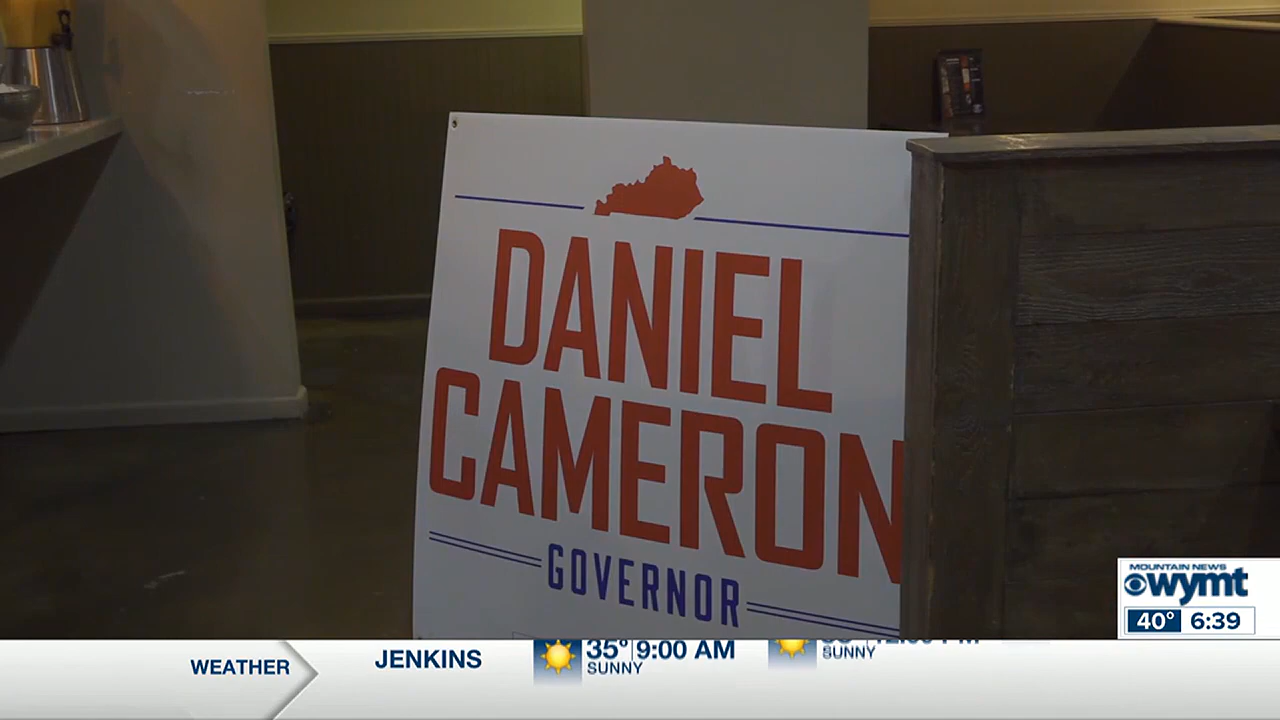 DANIEL
CAMERON
GOVERNOR
MOUNTAIN NEWS
wymt
40° 6:39
WEATHER
JENKINS
35° 9:00 AM
SUNNY
SUNNY